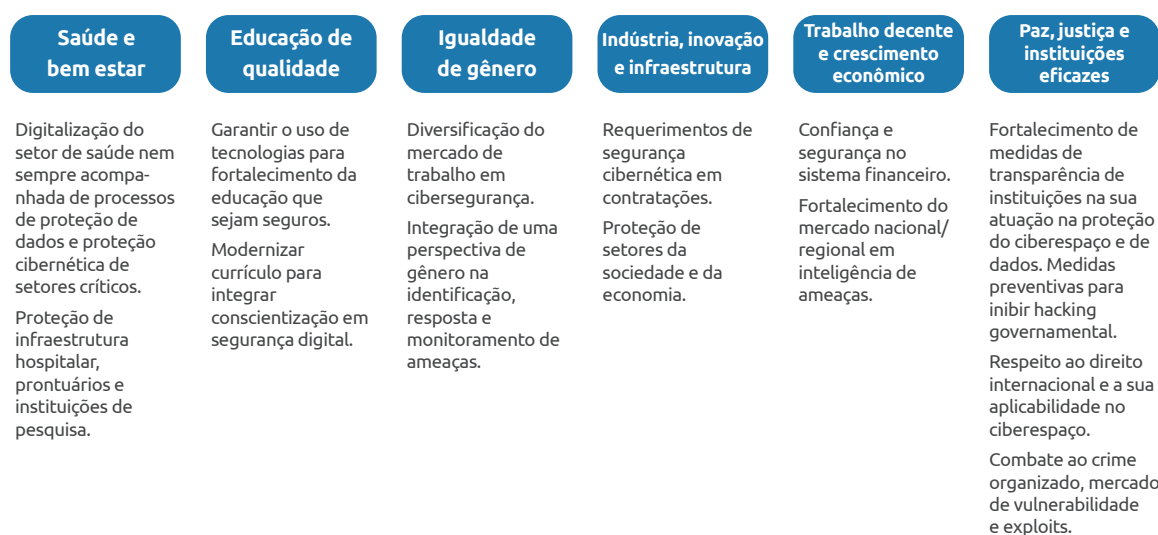 Saúde e
bem estar
Digitalização do
setor de saúde nem
sempre acompa-
nhada de processos
de proteção de
dados e proteção
cibernética de
setores críticos.
Proteção de
infraestrutura
hospitalar,
prontuários e
instituições de
pesquisa.
Educação de
qualidade
Garantir o uso de
tecnologias para
fortalecimento da
educação que
sejam seguros.
Modernizar
currículo para
integrar
conscientização em
segurança digital.
Igualdade
de gênero
Diversificação do
mercado de
trabalho em
cibersegurança.
Integração de uma
perspectiva de
gênero na
identificação,
resposta e
monitoramento de
ameaças.
Indústria, inovação
e infraestrutura
Requerimentos de
segurança
cibernética em
contratações.
Proteção de
setores da
sociedade e da
economia.
Trabalho decente
e crescimento
econômico
Confiança e
segurança no
sistema financeiro.
Fortalecimento do
mercado nacional/
regional em
inteligência de
ameaças.
Paz, justiça e
instituições
eficazes
Fortalecimento de
medidas de
transparência de
instituições na sua
atuação na proteção
do ciberespaço e de
dados. Medidas
preventivas para
inibir hacking
governamental.
Respeito ao direito
internacional e a sua
aplicabilidade no
ciberespaço.
Combate ao crime
organizado, mercado
de vulnerabilidade
e exploits.